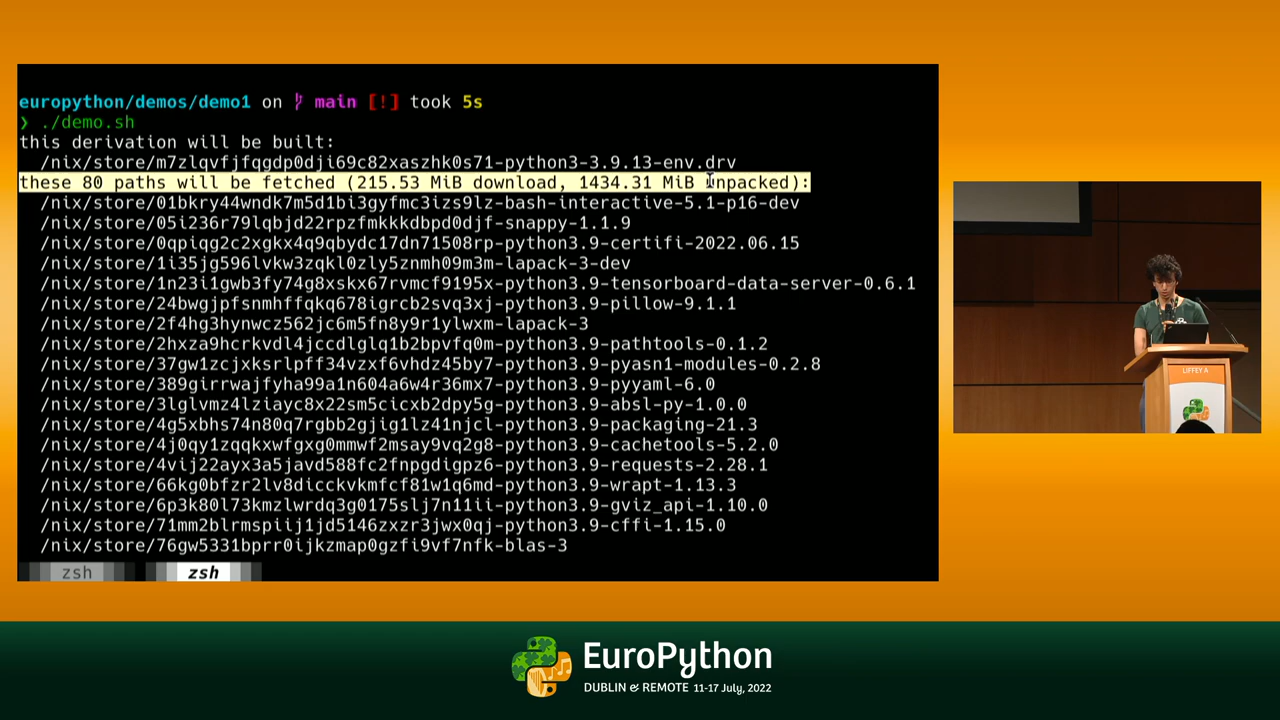 europython/demos/demo1 on main [!] took 5s
❯ ./demo.sh
this derivation will be built:
/nix/store/m7zlqvfjfqgdp0dji69c82xaszhk0s71-python3-3.9.13-env.drv
these 80 paths will be fetched (215.53 MiB download, 1434.31 MiB unpacked):
/nix/store/01bkry44wndk7m5d1bi3gyfmc3izs9lz-bash-interactive-5.1-p16-dev
/nix/store/05i236r79lqbjd22rpzfmkkkdbpd0djf-snappy-1.1.9
/nix/store/0qpiqg2c2xgkx4q9qbydc17dn71508rp-python3.9-certifi-2022.06.15
/nix/store/1i35jg596lvkw3zqkl0zly5znmh09m3m-lapack-3-dev
/nix/store/1n23i1gwb3fy74g8xskx67rvmcf9195x-python3.9-tensorboard-data-server-0.6.1
/nix/store/24bwgjpfsnmhffqkq678igrcb2svq3xj-python3.9-pillow-9.1.1
/nix/store/2f4hg3hynwcz562jc6m5fn8y9r1ylwxm-lapack-3
/nix/store/2hxza9hcrkvdl4jccdlglq1b2bpvfq0m-python3.9-pathtools-0.1.2
/nix/store/37gw1zcjxksrlpff34vzxf6vhdz45by7-python3.9-pyasn1-modules-0.2.8
/nix/store/389girrwajfyha99a1n604a6w4r36mx7-python3.9-pyyaml-6.0
/nix/store/3lglvmz4lziayc8x22sm5cicxb2dpy5g-python3.9-absl-py-1.0.0
/nix/store/4g5xbhs74n80q7rgbb2gjig1lz41njcl-python3.9-packaging-21.3
/nix/store/4j0qy1zqqkxwfgxg0mmwf2msay9vq2g8-python3.9-cachetools-5.2.0
/nix/store/4vij22ayx3a5javd588fc2fnpgdigpz6-python3.9-requests-2.28.1
/nix/store/66kg0bfzr2lv8dicckvkmfcf81w1q6md-python3.9-wrapt-1.13.3
/nix/store/6p3k80l73kmzlwrdq3g0175slj7n11ii-python3.9-gviz_api-1.10.0
/nix/store/71mm2blrmspiij1jd5146zxzr3jwx0qj-python3.9-cffi-1.15.0
/nix/store/76gw5331bprr0ijkzmap0gzfi9vf7nfk-blas-3
zsh zsh
LIFFEY A
EuroPython
DUBLIN & REMOTE 11-17 July, 2022